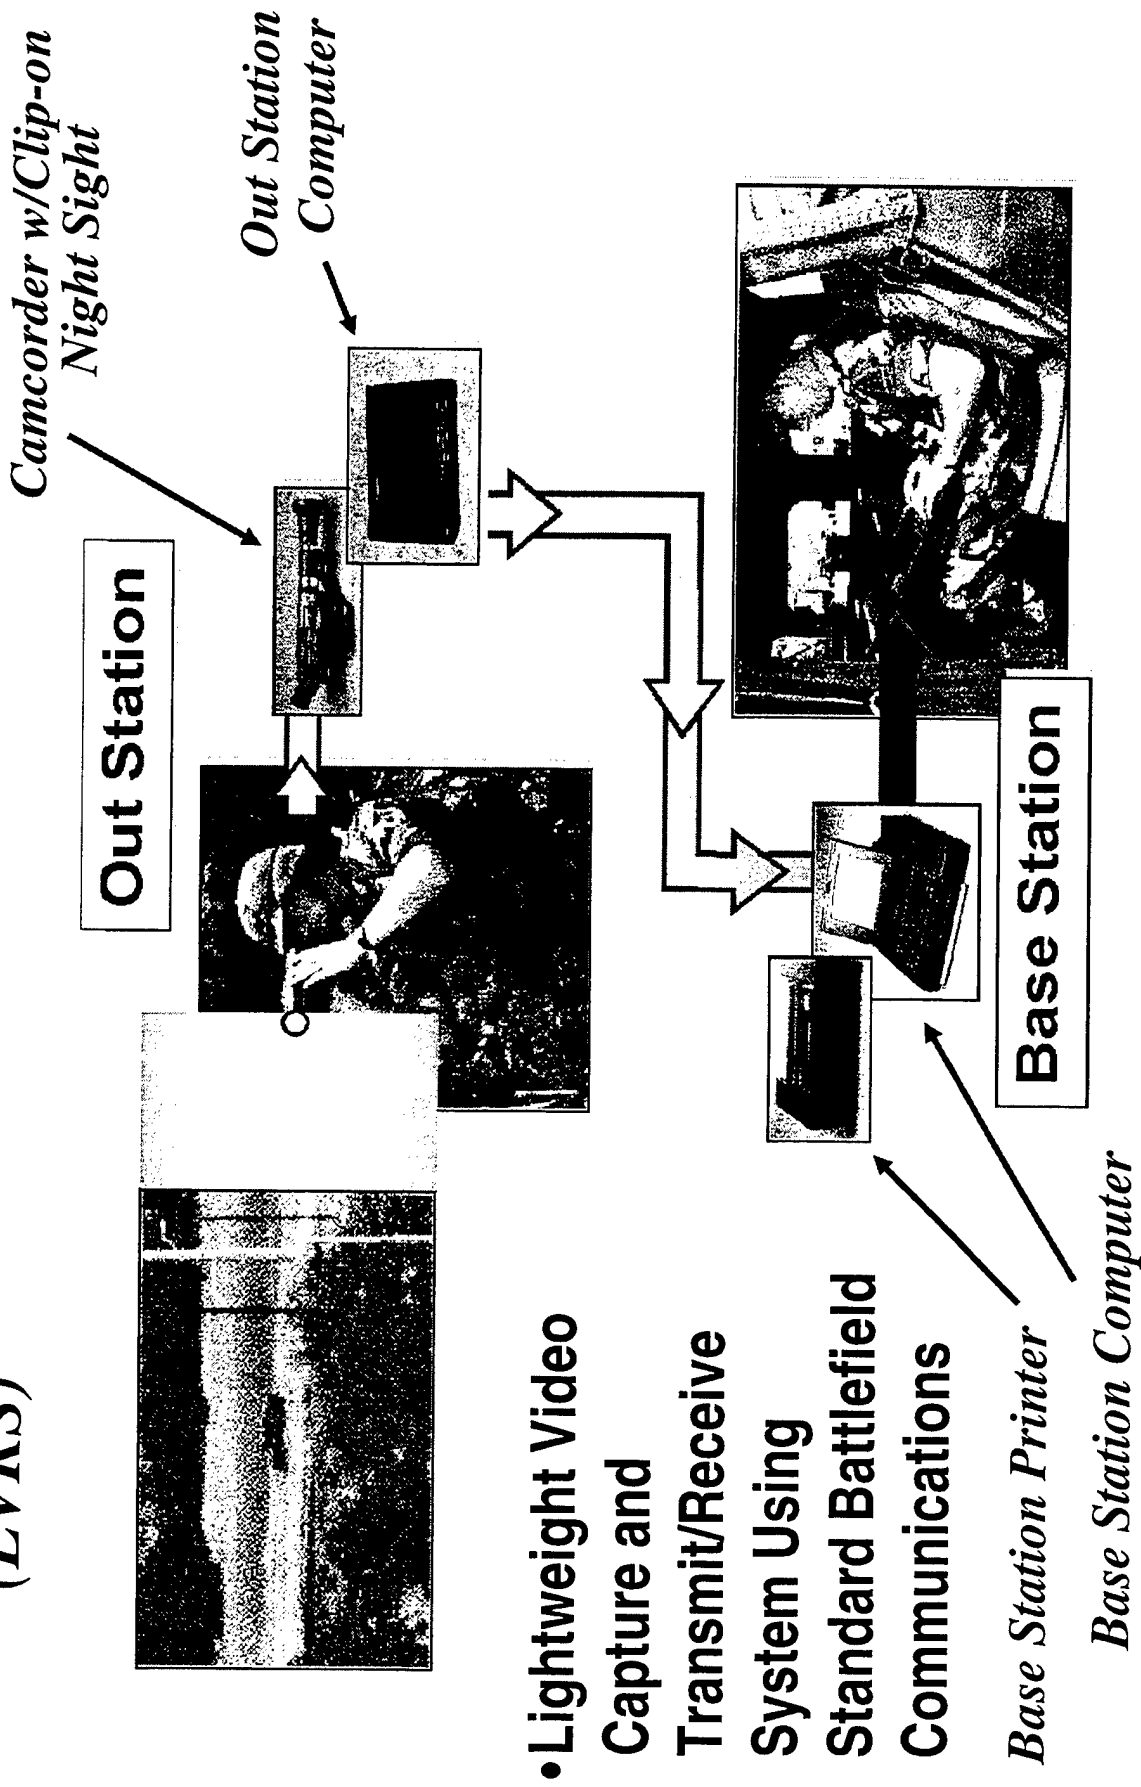 (LVRS)
Camcorder w/Clip-on
Night Sight
Out Station
Out Station
Computer
•Lightweight Video
Capture and
Transmit/Receive
System Using
Standard Battlefield
Communications
Base Station
Base Station Printer
Base Station Computer